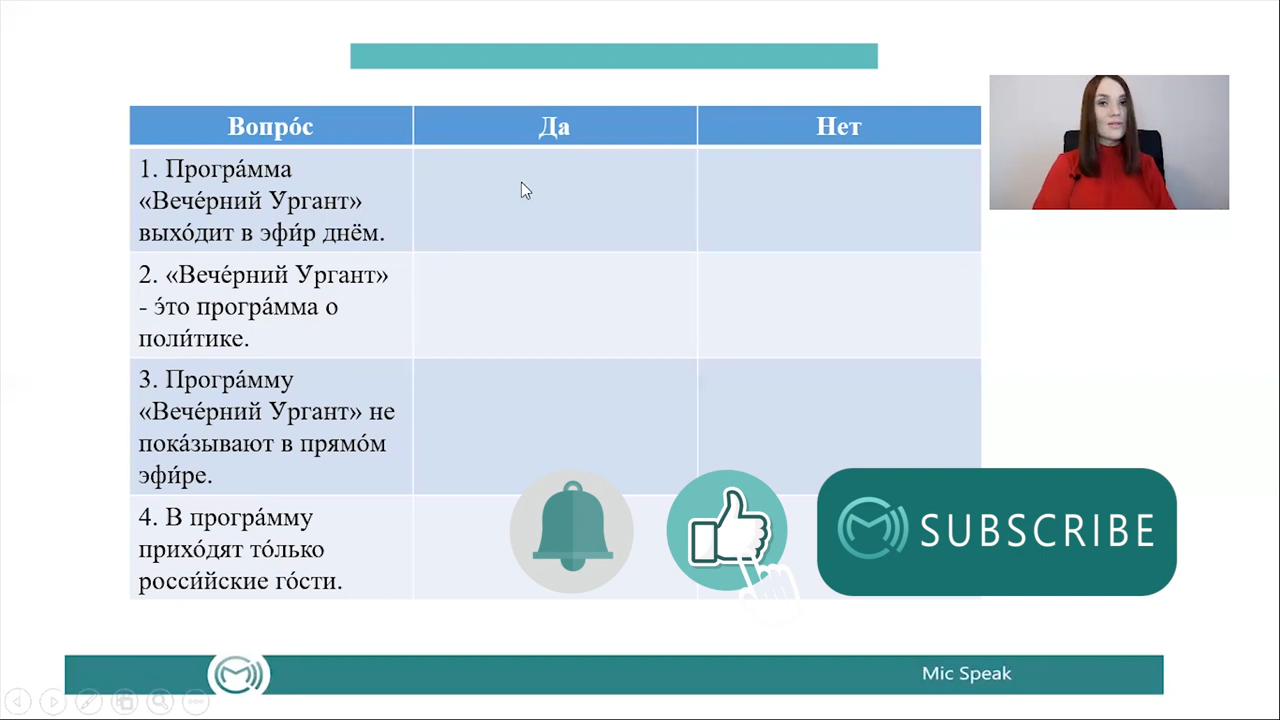 Вопро́с
Да
Нет
1. Програ́мма
«Вече́рний Ургант»
выхо́дит в эфи́р днём.
2. «Вече́рний Ургант»
- э́то програ́мма о
поли́тике.
3. Програ́мму
«Вече́рний Ургант» не
пока́зывают в прямо́м
эфи́ре.
4. В програ́мму
прихо́дят то́лько
росси́йские го́сти.
SUBSCRIBE
Mic Speak